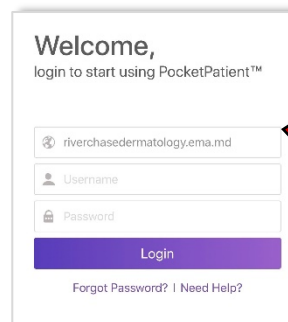 Welcome,
login to start using PocketPatient™
riverchasedermatology.ema.md
Username
Password
Login
Forgot Password? | Need Help?